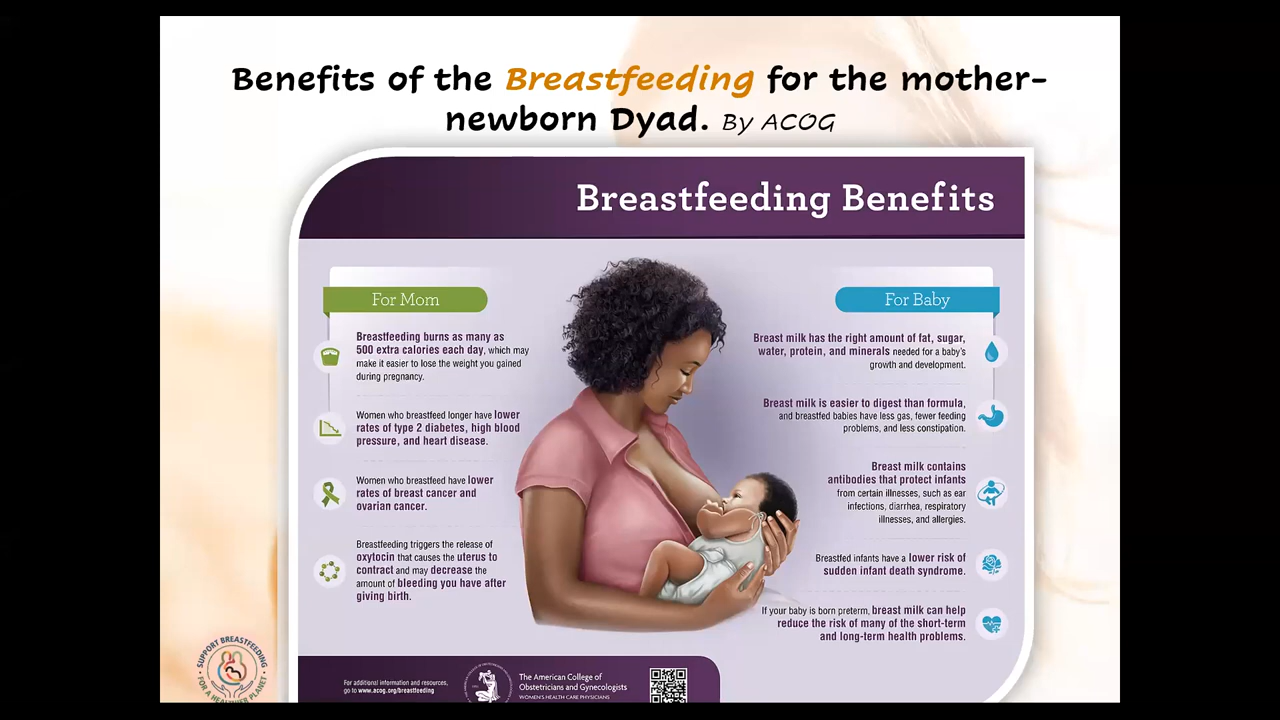 Benefits of the Breastfeeding for the mother-
newborn Dyad. By ACOG
Breastfeeding Benefits
For Mom
Breastfeeding burns as many as
500 extra calories each day, which may
make it easier to lose the weight you gained
during pregnancy.
Women who breastfeed longer have lower
rates of type 2 diabetes, high blood
pressure, and heart disease.
Women who breastfeed have lower
rates of breast cancer and
ovarian cancer.
Breastfeeding triggers the release of
oxytocin that causes the uterus to
contract and may decrease the
amount of bleeding you have after
giving birth.
For Baby
Breast milk has the right amount of fat, sugar,
water, protein, and minerals needed for a baby's
growth and development.
Breast milk is easier to digest than formula,
and breastfed babies have less gas, fewer feeding
problems, and less constipation.
Breast milk contains
antibodies that protect infants
from certain illnesses, such as ear
infections, diarrhea, respiratory
illnesses, and allergies.
Breastfed infants have a lower risk of
sudden infant death syndrome.
If your baby is born preterm, breast milk can help
reduce the risk of many of the short-term
and long-term health problems.
SUPPORT BREASTFEEDING
FOR A HEALTHIER PLANET
For additional information and resources,
go to www.acog.org/breastfeeding
The American College of
Obstetricians and Gynecologists
WOMEN'S HEALTH CARE PHYSICIANS